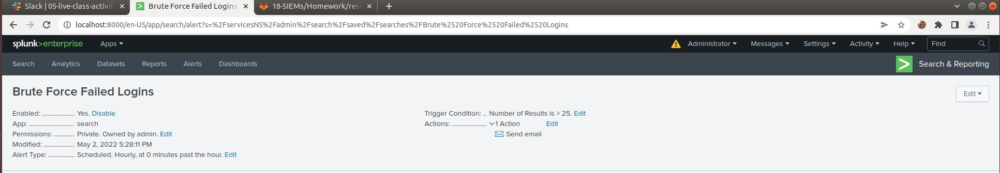 Slack | 05-live-class-activiti
Brute Force Failed Logins
18-SIEMs/Homework/reso
localhost:8000/en-US/app/search/alert?s=%2FservicesNS%2Fadmin%2Fsearch%2Fsaved%2Fsearches%2FBrute%2520Force%2520Failed%2520Logins
splunk>enterprise Apps Administrator Messages Settings Activity Help Find
Search Analytics Datasets Reports Alerts Dashboards Search & Reporting
Brute Force Failed Logins
Edit
Enabled: ..................... Yes. Disable
App: ............................. search
Permissions: ............ Private. Owned by admin. Edit
Modified: .................... May 2, 2022 5:28:11 PM
Alert Type: ................. Scheduled. Hourly, at 0 minutes past the hour. Edit
Trigger Condition: .. Number of Results is > 25. Edit
Actions: ....................... 1 Action Edit
Send email